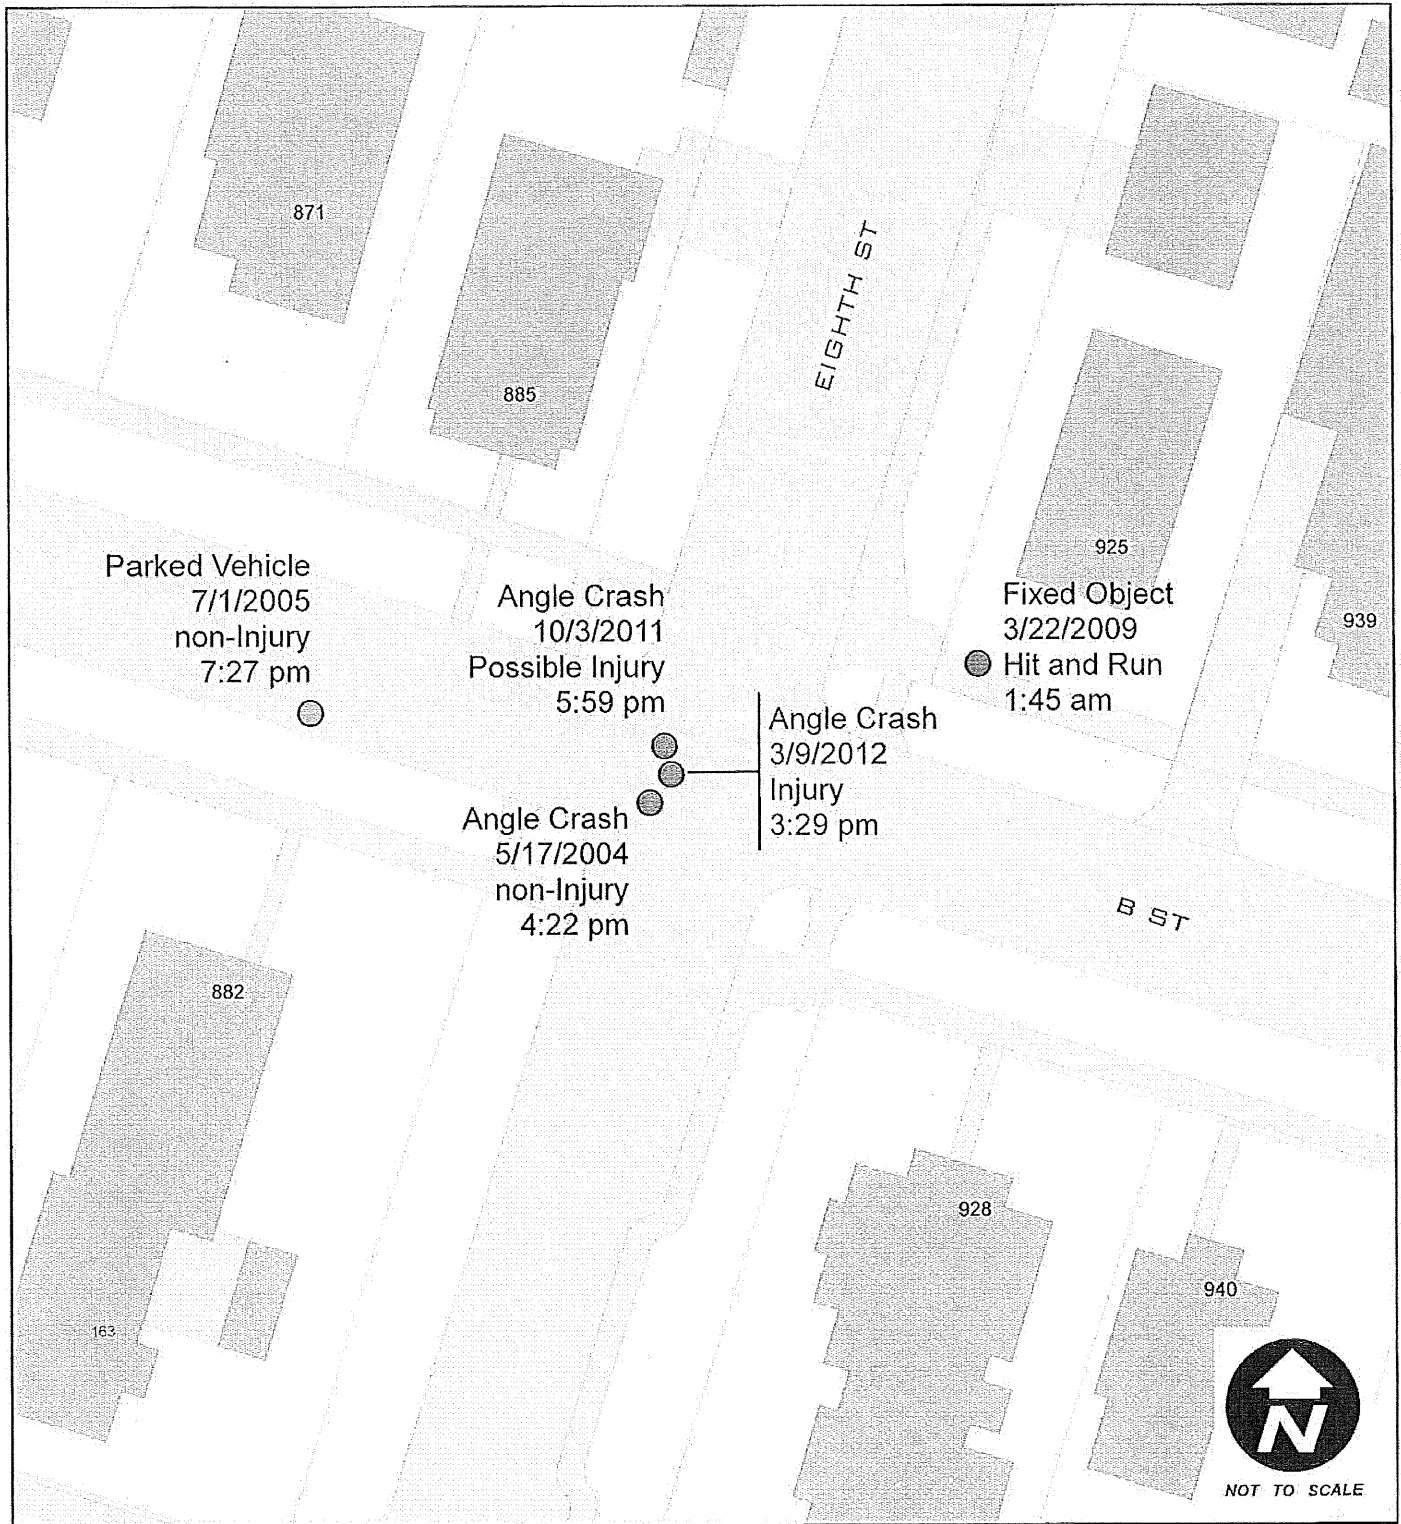 871
885
EIGHTH ST
925
939
Parked Vehicle
7/1/2005
non-Injury
7:27 pm
Angle Crash
10/3/2011
Possible Injury
5:59 pm
Fixed Object
3/22/2009
Hit and Run
1:45 am
Angle Crash
3/9/2012
Injury
3:29 pm
Angle Crash
5/17/2004
non-Injury
4:22 pm
B ST
882
928
940
163
N
NOT TO SCALE